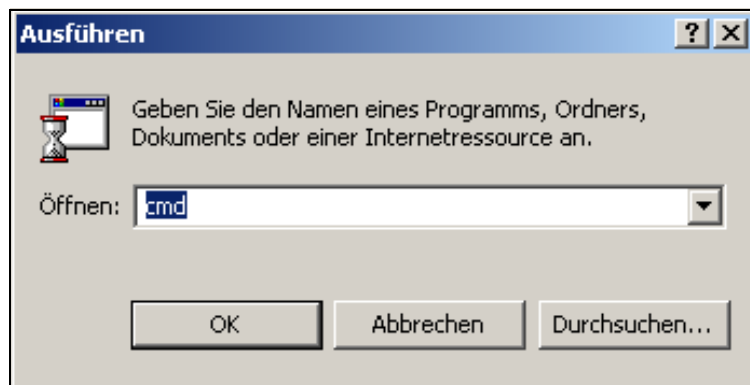 Ausführen
Geben Sie den Namen eines Programms, Ordners,
Dokuments oder einer Internetressource an.
Öffnen: cmd
OK Abbrechen Durchsuchen...